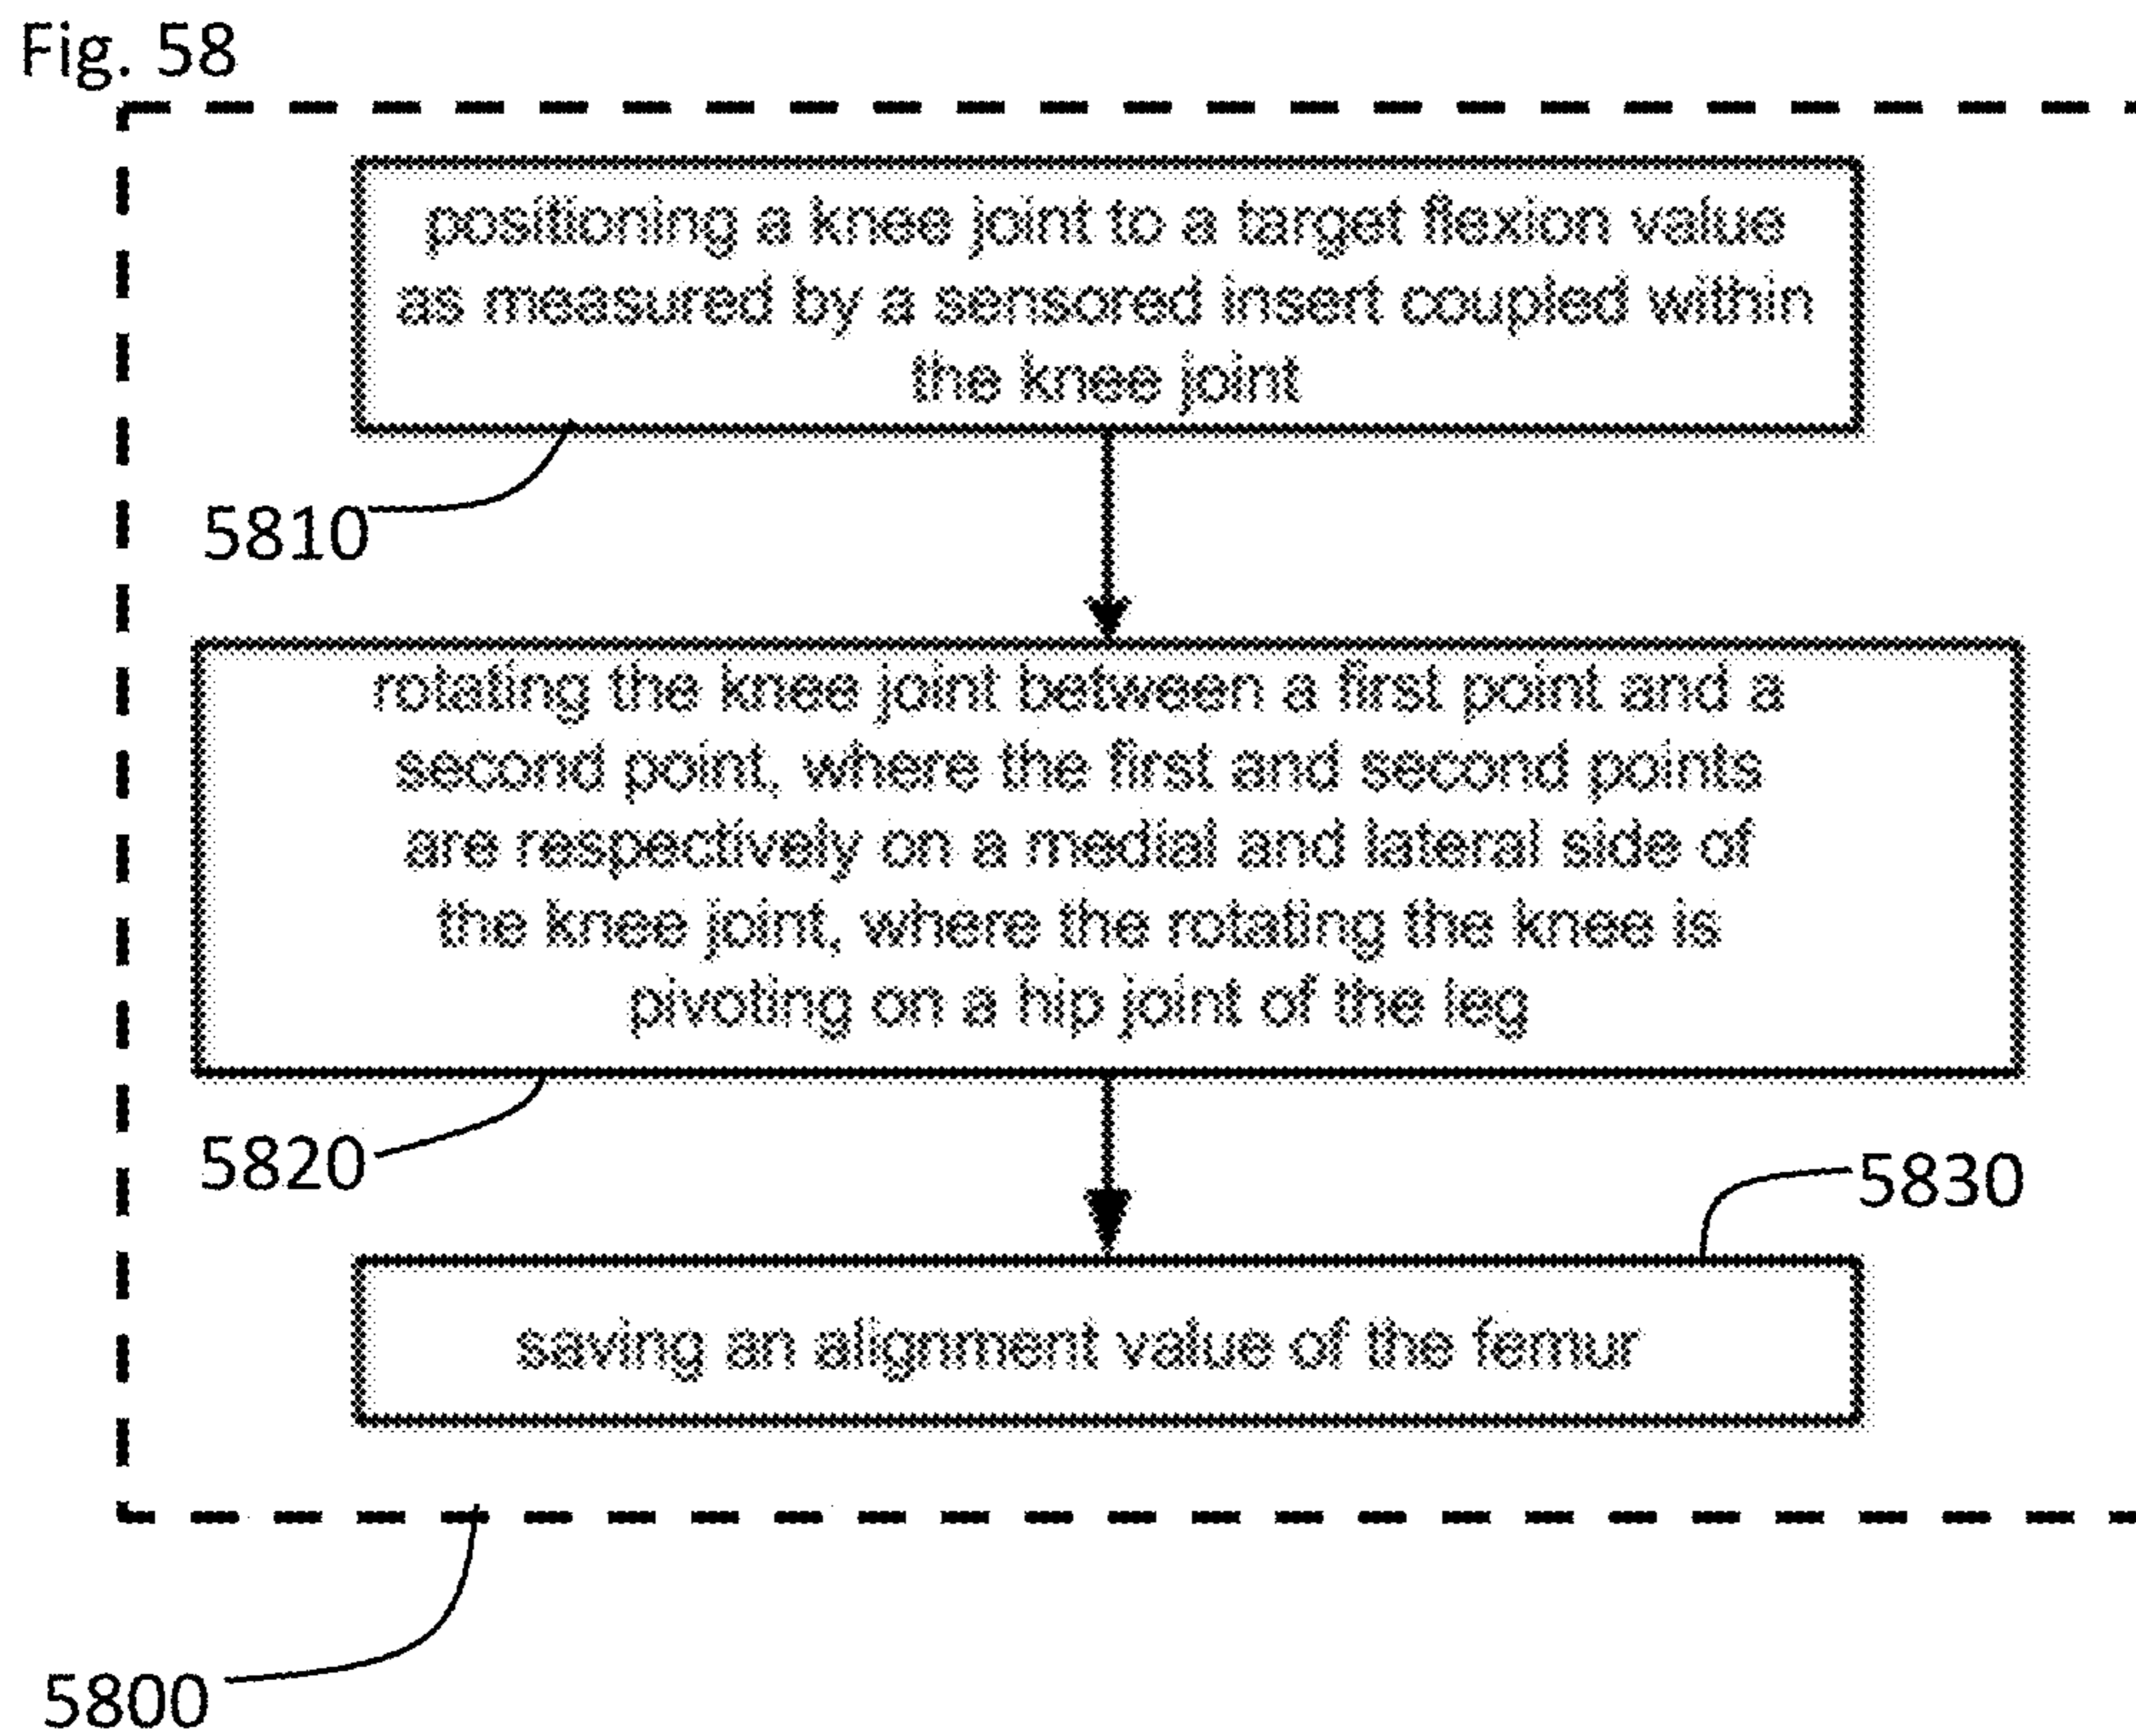 Fig. 58
positioning a knee joint to a target flexion value
as measured by a sensored insert coupled within
the knee joint
5810
rotating the knee joint between a first point and a
second point, where the first and second points
are respectively on a medial and lateral side of
the knee joint, where the rotating the knee is
pivoting on a hip joint of the leg
5820
5830
saving an alignment value of the femur
5800